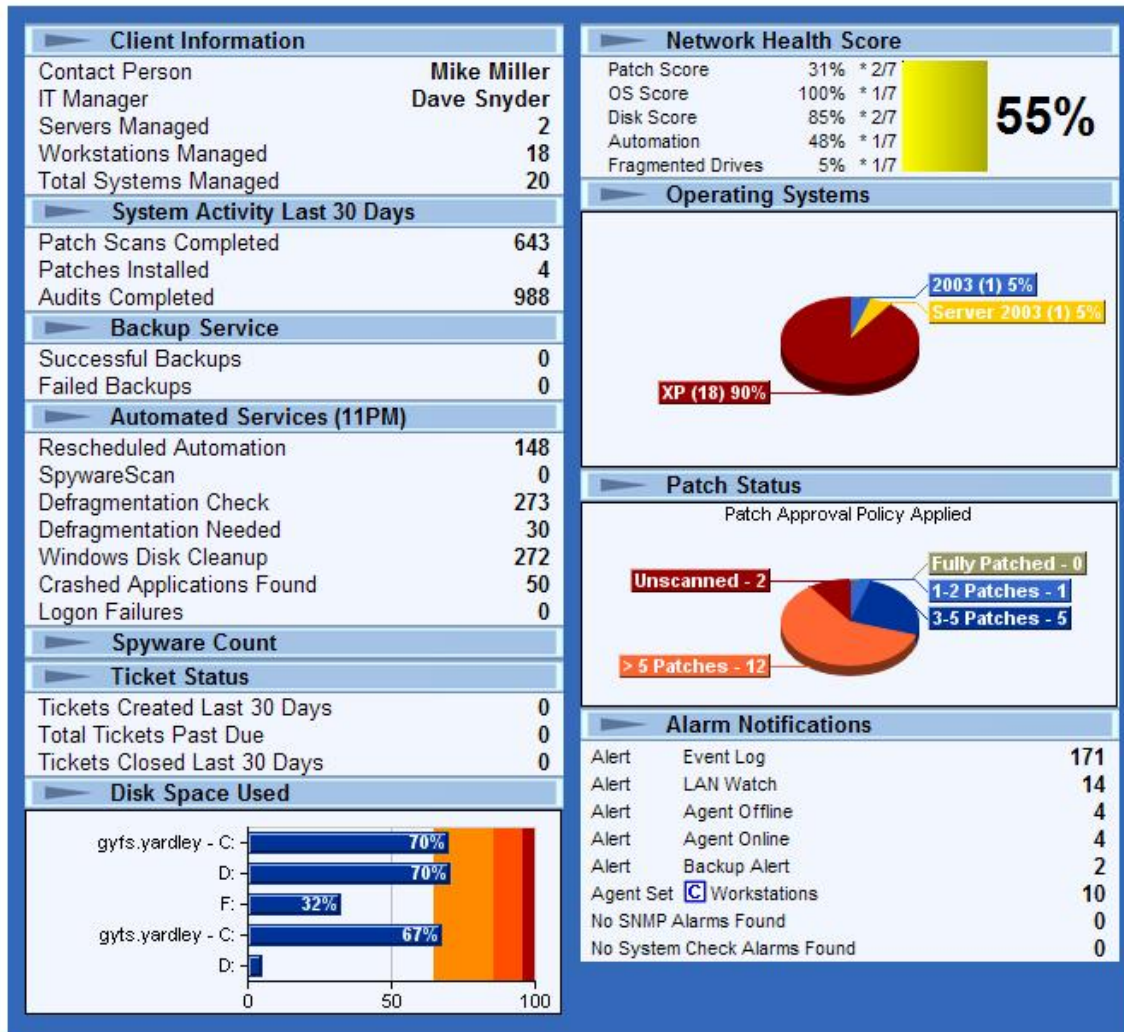 Client Information
Contact Person Mike Miller
IT Manager Dave Snyder
Servers Managed 2
Workstations Managed 18
Total Systems Managed 20
System Activity Last 30 Days
Patch Scans Completed 643
Patches Installed 4
Audits Completed 988
Backup Service
Successful Backups 0
Failed Backups 0
Automated Services (11PM)
Rescheduled Automation 148
SpywareScan 0
Defragmentation Check 273
Defragmentation Needed 30
Windows Disk Cleanup 272
Crashed Applications Found 50
Logon Failures 0
Spyware Count
Ticket Status
Tickets Created Last 30 Days 0
Total Tickets Past Due 0
Tickets Closed Last 30 Days 0
Disk Space Used
gyfs.yardley - C: 70%
D: 70%
F: 32%
gyts.yardley - C: 67%
D:
0 50 100
Network Health Score
Patch Score 31% * 2/7
OS Score 100% * 1/7
Disk Score 85% * 2/7
Automation 48% * 1/7
Fragmented Drives 5% * 1/7
55%
Operating Systems
2003 (1) 5%
Server 2003 (1) 5%
XP (18) 90%
Patch Status
Patch Approval Policy Applied
Fully Patched - 0
Unscanned - 2
1-2 Patches - 1
3-5 Patches - 5
> 5 Patches - 12
Alarm Notifications
Alert Event Log 171
Alert LAN Watch 14
Alert Agent Offline 4
Alert Agent Online 4
Alert Backup Alert 2
Agent Set C Workstations 10
No SNMP Alarms Found 0
No System Check Alarms Found 0